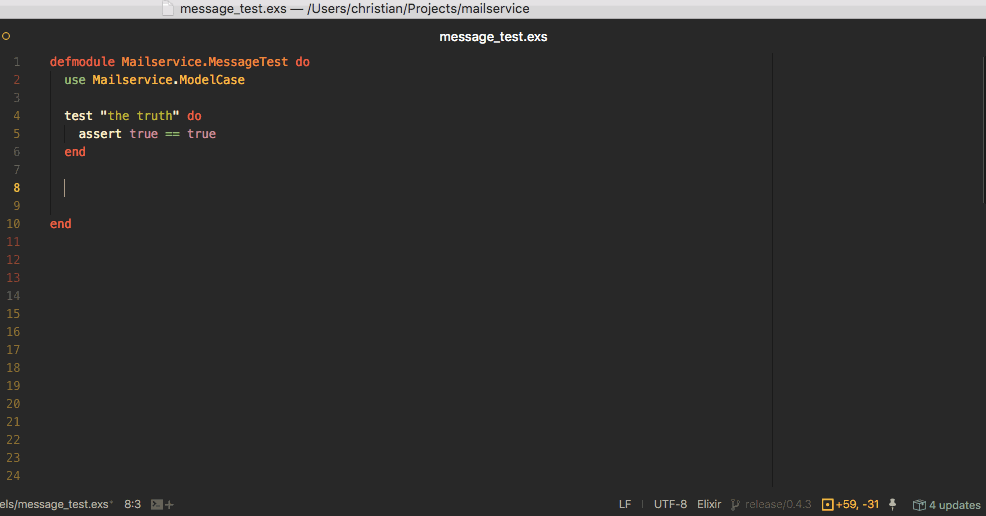 message_test.exs — /Users/christian/Projects/mailservice
message_test.exs
1 defmodule Mailservice.MessageTest do
2 use Mailservice.ModelCase
3
4 test "the truth" do
5 assert true == true
6 end
7
8
9
10 end
11
12
13
14
15
16
17
18
19
20
21
22
23
24
els/message_test.exs* 8:3 LF UTF-8 Elixir release/0.4.3 +59, -31 4 updates